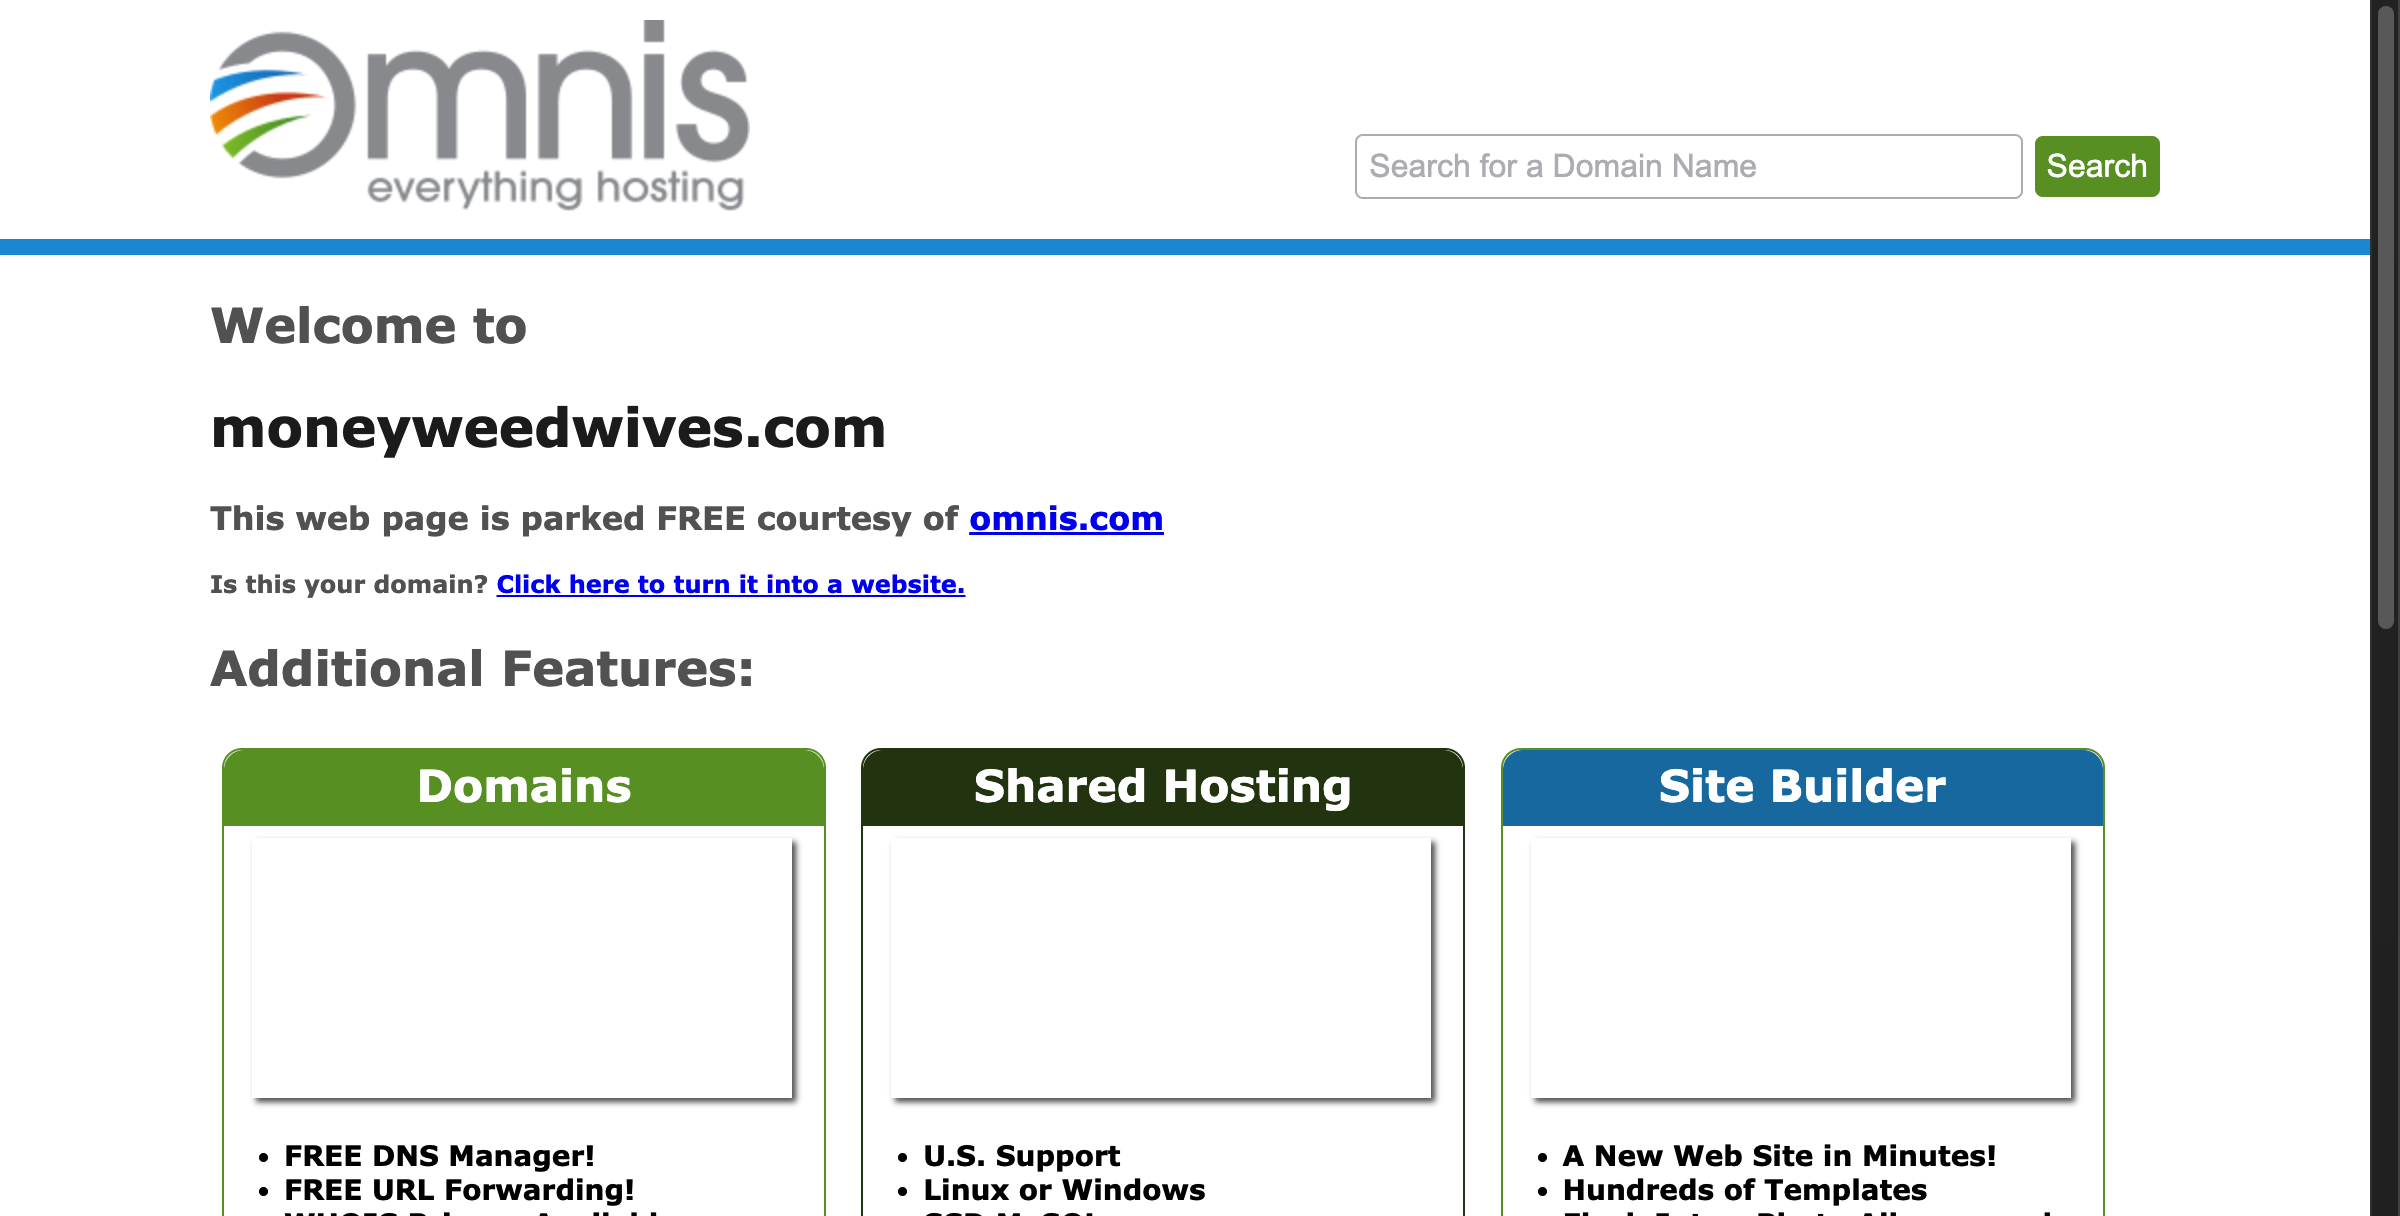 Omnis
everything hosting
Search for a Domain Name
Search
Welcome to
moneyweedwives.com
This web page is parked FREE courtesy of omnis.com
Is this your domain? Click here to turn it into a website.
Additional Features:
Domains
FREE DNS Manager!
FREE URL Forwarding!
Shared Hosting
U.S. Support
Linux or Windows
Site Builder
A New Web Site in Minutes!
Hundreds of Templates